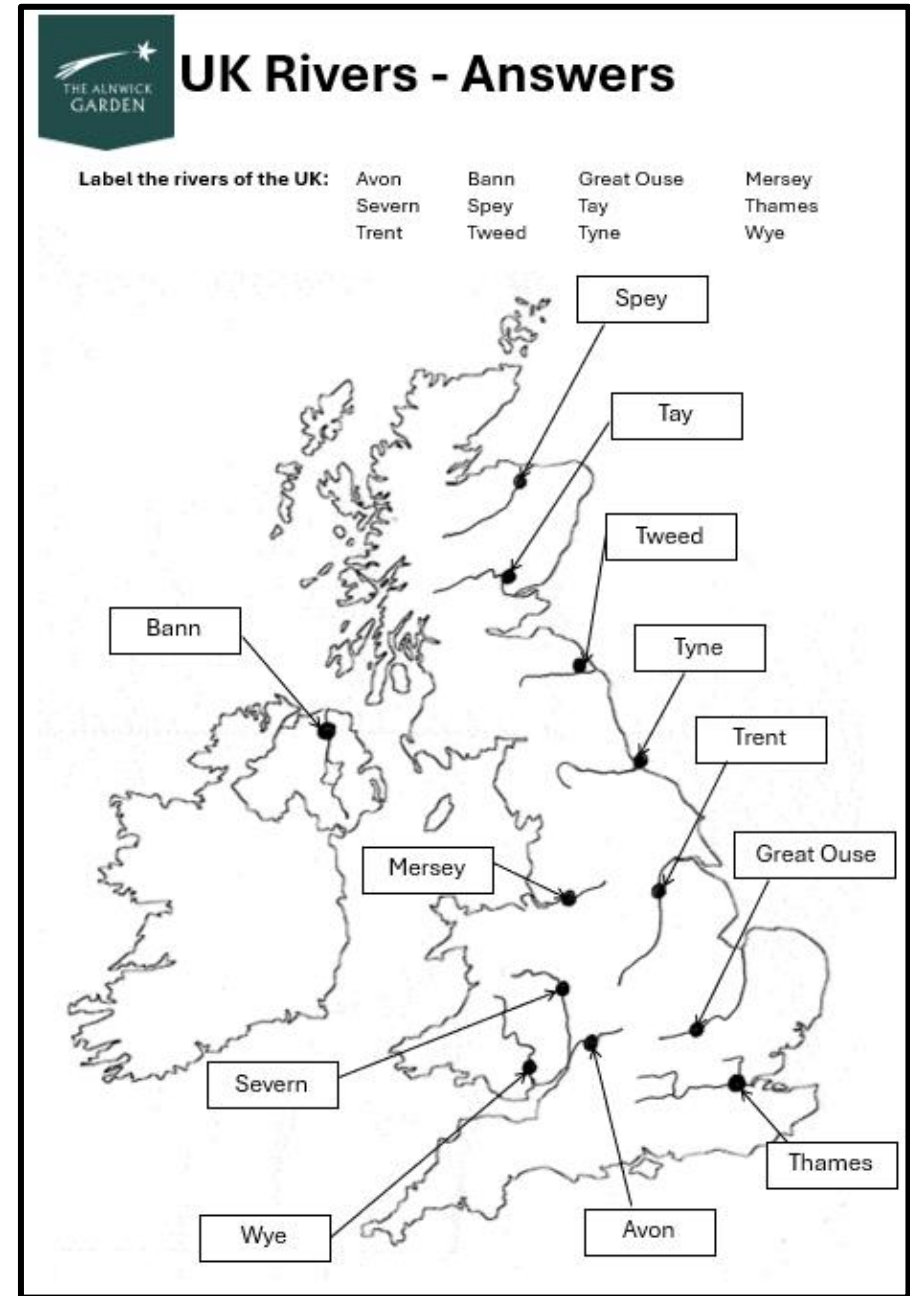 THE ALNWICK
GARDEN
UK Rivers - Answers
Label the rivers of the UK: Avon Bann Great Ouse Mersey
Severn Spey Tay Thames
Trent Tweed Tyne Wye
Spey
Tay
Tweed
Bann
Tyne
Trent
Great Ouse
Mersey
Severn
Thames
Wye
Avon